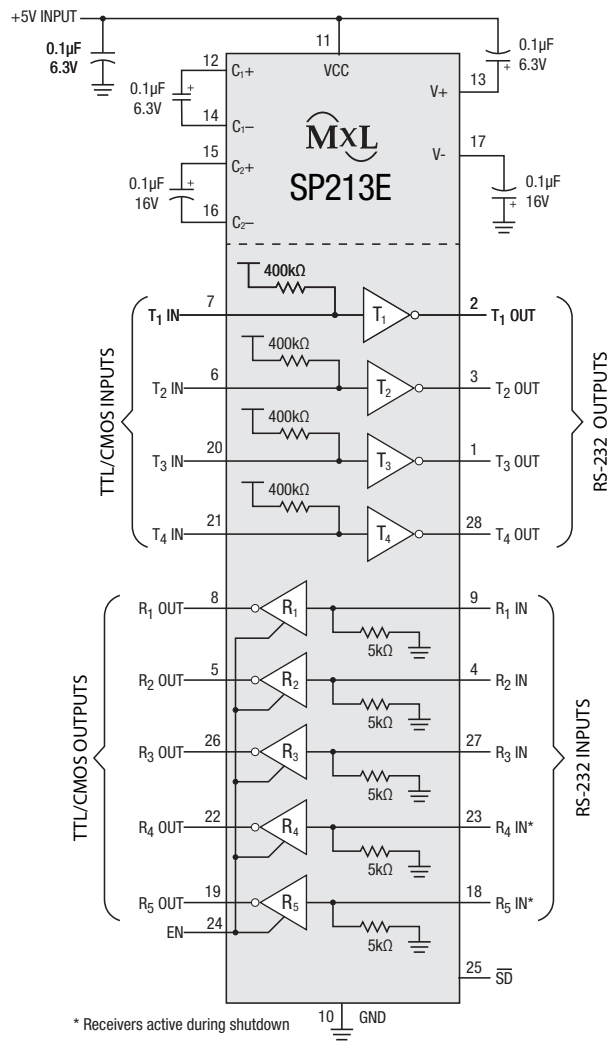 +5V INPUT
0.1µF
6.3V
11
VCC
0.1µF
6.3V
12
C₁+
13
V+
0.1µF
6.3V
14
C₁−
MxL
SP213E
15
C₂+
17
V-
0.1µF
16V
16
C₂−
0.1µF
16V
TTL/CMOS INPUTS
RS-232 OUTPUTS
400kΩ
T₁ IN
7
T₁
2
T₁ OUT
400kΩ
T₂ IN
6
T₂
3
T₂ OUT
400kΩ
T₃ IN
20
T₃
1
T₃ OUT
400kΩ
T₄ IN
21
T₄
28
T₄ OUT
TTL/CMOS OUTPUTS
RS-232 INPUTS
R₁ OUT
8
R₁
9
R₁ IN
5kΩ
R₂ OUT
5
R₂
4
R₂ IN
5kΩ
R₃ OUT
26
R₃
27
R₃ IN
5kΩ
R₄ OUT
22
R₄
23
R₄ IN*
5kΩ
R₅ OUT
19
R₅
18
R₅ IN*
EN
24
5kΩ
25
S̅D̅
10
GND
* Receivers active during shutdown